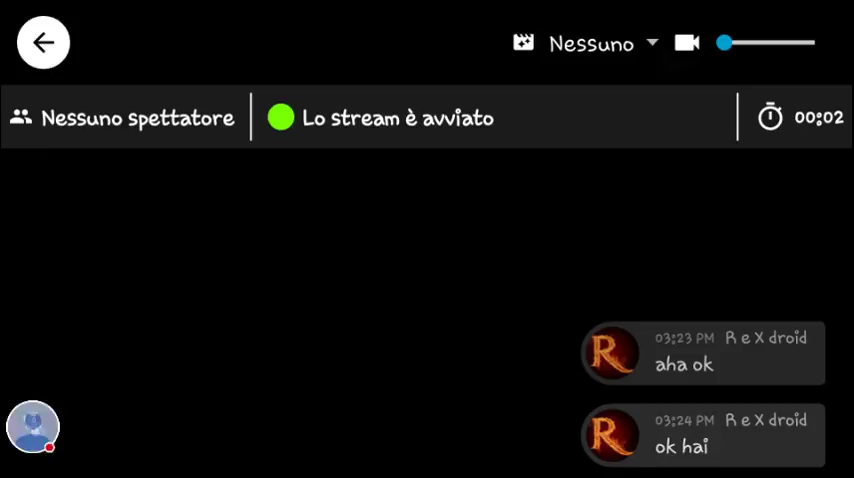 Nessuno
Nessuno spettatore
Lo stream è avviato
00:02
03:23 PM R e X droid
aha ok
03:24 PM R e X droid
ok hai